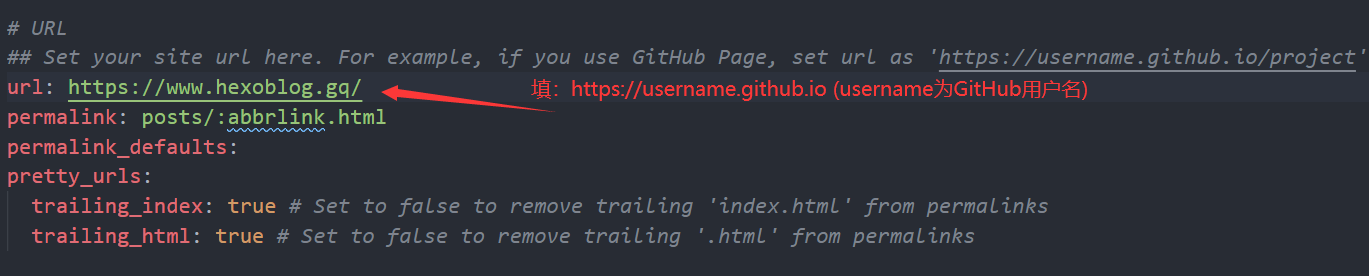 # URL
## Set your site url here. For example, if you use GitHub Page, set url as 'https://username.github.io/project'
url: https://www.hexoblog.gq/ 填：https://username.github.io (username为GitHub用户名)
permalink: posts/:abbrlink.html
permalink_defaults:
pretty_urls:
  trailing_index: true # Set to false to remove trailing 'index.html' from permalinks
  trailing_html: true # Set to false to remove trailing '.html' from permalinks